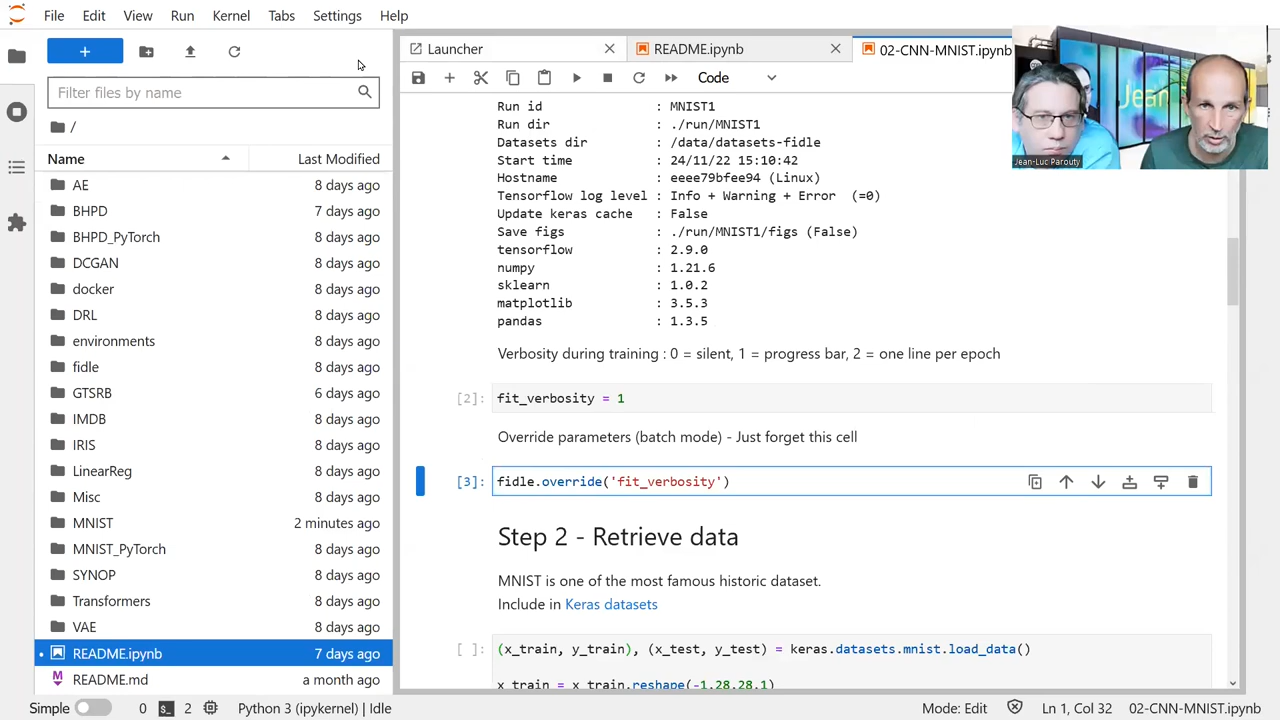 File Edit View Run Kernel Tabs Settings Help
Launcher
README.ipynb
02-CNN-MNIST.ipynb
Code
Filter files by name
/
Name Last Modified
AE 8 days ago
BHPD 7 days ago
BHPD_PyTorch 8 days ago
DCGAN 8 days ago
docker 8 days ago
DRL 8 days ago
environments 8 days ago
fidle 8 days ago
GTSRB 6 days ago
IMDB 8 days ago
IRIS 8 days ago
LinearReg 8 days ago
Misc 8 days ago
MNIST 2 minutes ago
MNIST_PyTorch 8 days ago
SYNOP 8 days ago
Transformers 8 days ago
VAE 8 days ago
README.ipynb 7 days ago
README.md a month ago
Run id : MNIST1
Run dir : ./run/MNIST1
Datasets dir : /data/datasets-fidle
Start time : 24/11/22 15:10:42
Hostname : eeee79bfee94 (Linux)
Tensorflow log level : Info + Warning + Error (=0)
Update keras cache : False
Save figs : ./run/MNIST1/figs (False)
tensorflow : 2.9.0
numpy : 1.21.6
sklearn : 1.0.2
matplotlib : 3.5.3
pandas : 1.3.5
Verbosity during training : 0 = silent, 1 = progress bar, 2 = one line per epoch
[2]: fit_verbosity = 1
Override parameters (batch mode) - Just forget this cell
[3]: fidle.override('fit_verbosity')
Step 2 - Retrieve data
MNIST is one of the most famous historic dataset.
Include in Keras datasets
[ ]: (x_train, y_train), (x_test, y_test) = keras.datasets.mnist.load_data()
x_train = x_train.reshape(-1,28,28,1)
Jean-Luc Parouty
Simple 0 2 Python 3 (ipykernel) | Idle Mode: Edit Ln 1, Col 32 02-CNN-MNIST.ipynb